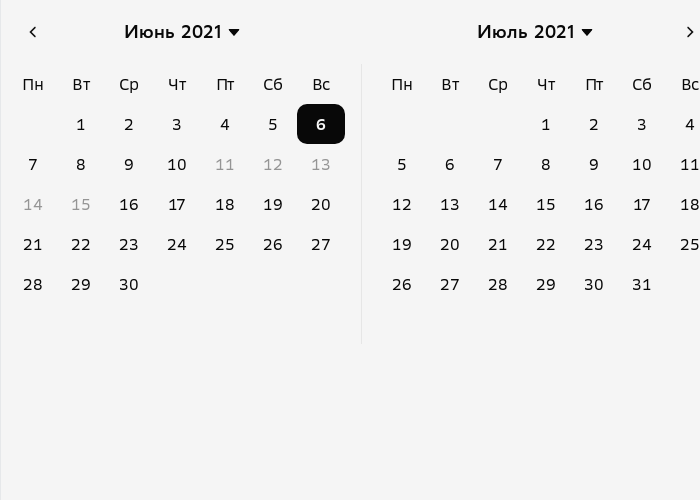 Июнь 2021
Пн Вт Ср Чт Пт Сб Вс
1 2 3 4 5 6
7 8 9 10 11 12 13
14 15 16 17 18 19 20
21 22 23 24 25 26 27
28 29 30
Июль 2021
Пн Вт Ср Чт Пт Сб Вс
1 2 3 4
5 6 7 8 9 10 11
12 13 14 15 16 17 18
19 20 21 22 23 24 25
26 27 28 29 30 31